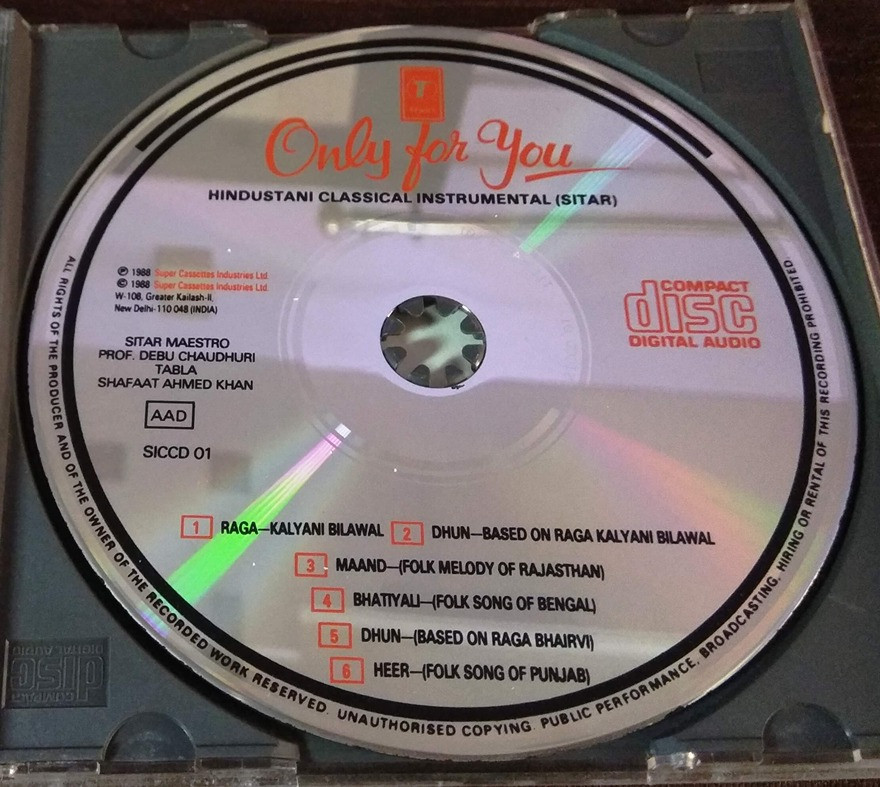 T
Only for You
HINDUSTANI CLASSICAL INSTRUMENTAL (SITAR)
℗ 1988 Super Cassettes Industries Ltd.
© 1988 Super Cassettes Industries Ltd.
W-108, Greater Kailash-II,
New Delhi-110 048 (INDIA)
COMPACT
disc
DIGITAL AUDIO
SITAR MAESTRO
PROF. DEBU CHAUDHURI
TABLA
SHAFAAT AHMED KHAN
AAD
SICCD 01
1 RAGA—KALYANI BILAWAL 2 DHUN—BASED ON RAGA KALYANI BILAWAL
3 MAAND—(FOLK MELODY OF RAJASTHAN)
4 BHATIYALI—(FOLK SONG OF BENGAL)
5 DHUN—(BASED ON RAGA BHAIRVI)
6 HEER—(FOLK SONG OF PUNJAB)
ALL RIGHTS OF THE PRODUCER AND OF THE OWNER OF THE RECORDED WORK RESERVED. UNAUTHORISED COPYING. PUBLIC PERFORMANCE. BROADCASTING. HIRING OR RENTAL OF THIS RECORDING PROHIBITED.
COMPACT
disc
DIGITAL AUDIO